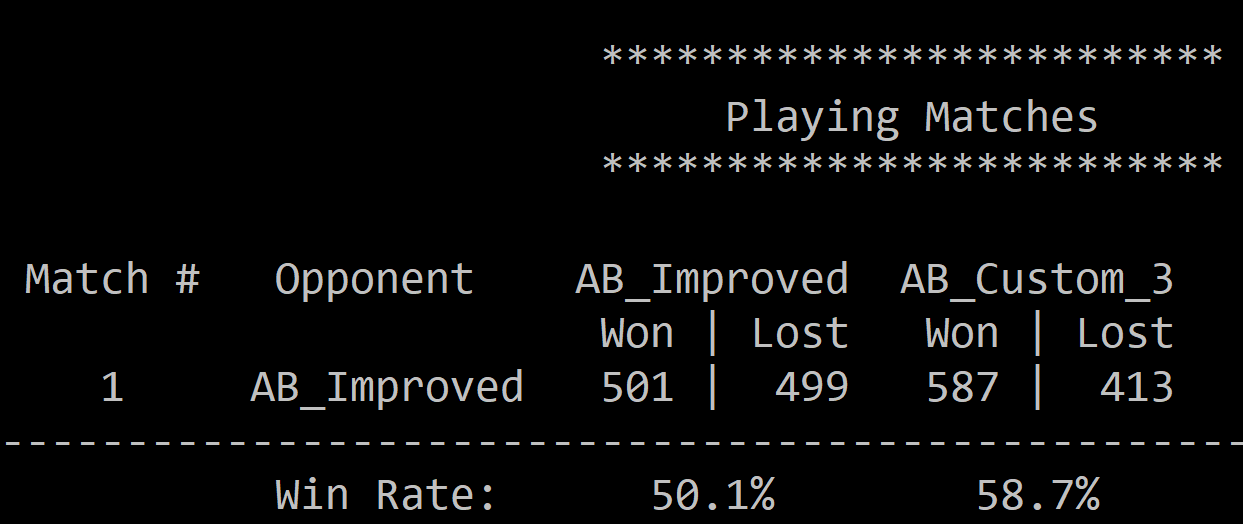 *************************
Playing Matches
*************************
Match # Opponent AB_Improved AB_Custom_3
Won | Lost Won | Lost
1 AB_Improved 501 | 499 587 | 413
--------------------------------------------------
Win Rate: 50.1% 58.7%